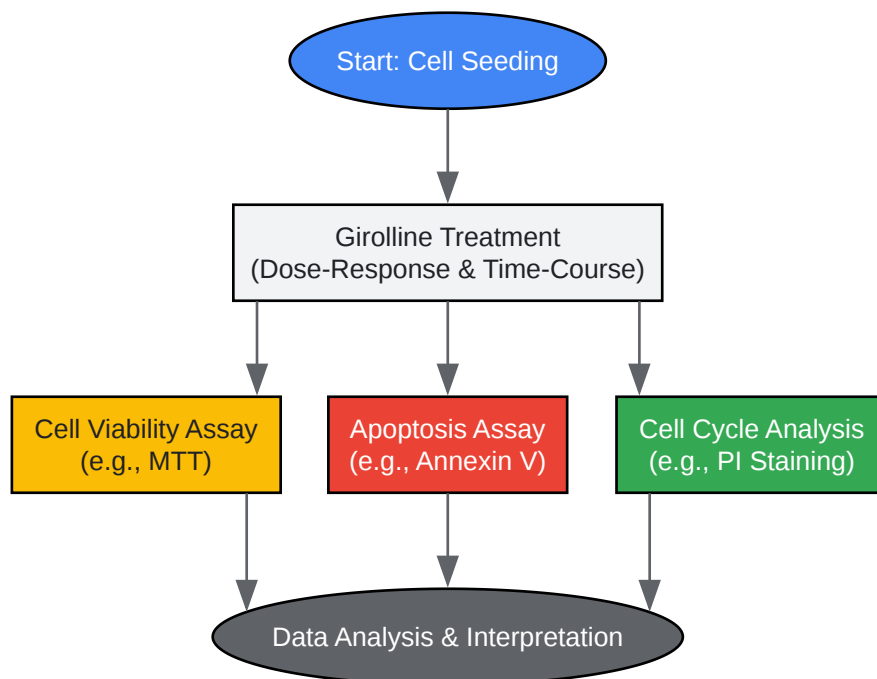 Start: Cell Seeding
Girolline Treatment
(Dose-Response & Time-Course)
Cell Viability Assay
(e.g., MTT)
Apoptosis Assay
(e.g., Annexin V)
Cell Cycle Analysis
(e.g., PI Staining)
Data Analysis & Interpretation